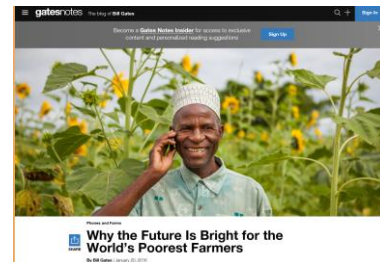 gatesnotes The blog of Bill Gates Sign In
Become a Gates Notes Insider for access to exclusive
content and personalized reading suggestions
Sign Up
Phones and Farms
Why the Future Is Bright for the
World's Poorest Farmers
SHARE
By Bill Gates | January 20, 2016